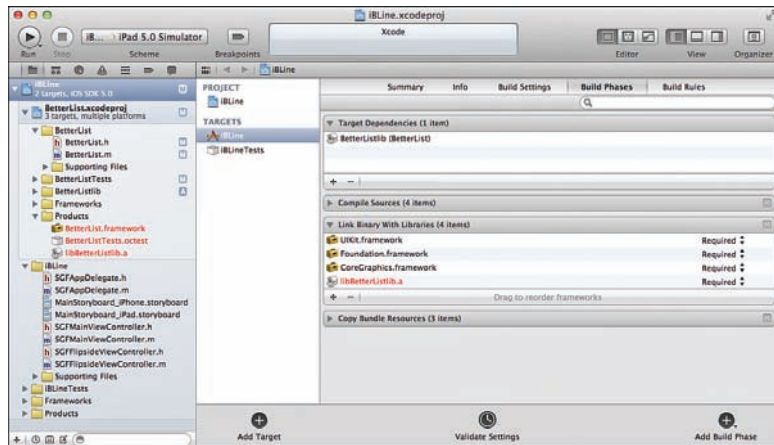 iBLine.xcodeproj
Xcode
iB... iPad 5.0 Simulator
Run Stop Scheme Breakpoints Editor View Organizer
iBLine
iBLine
2 targets, iOS SDK 5.0
BetterList.xcodeproj
3 targets, multiple platforms
BetterList
BetterList.h
BetterList.m
Supporting Files
BetterListTests
BetterListlib
Frameworks
Products
BetterList.framework
BetterListTests.octest
libBetterListlib.a
iBLine
SGFAppDelegate.h
SGFAppDelegate.m
MainStoryboard_iPhone.storyboard
MainStoryboard_iPad.storyboard
SGFMainViewController.h
SGFMainViewController.m
SGFFlipsideViewController.h
SGFFlipsideViewController.m
Supporting Files
iBLineTests
Frameworks
Products
PROJECT
iBLine
TARGETS
iBLine
iBLineTests
Summary Info Build Settings Build Phases Build Rules
Target Dependencies (1 item)
BetterListlib (BetterList)
Compile Sources (4 items)
Link Binary With Libraries (4 items)
UIKit.framework Required
Foundation.framework Required
CoreGraphics.framework Required
libBetterListlib.a Required
Drag to reorder frameworks
Copy Bundle Resources (3 items)
Add Target Validate Settings Add Build Phase